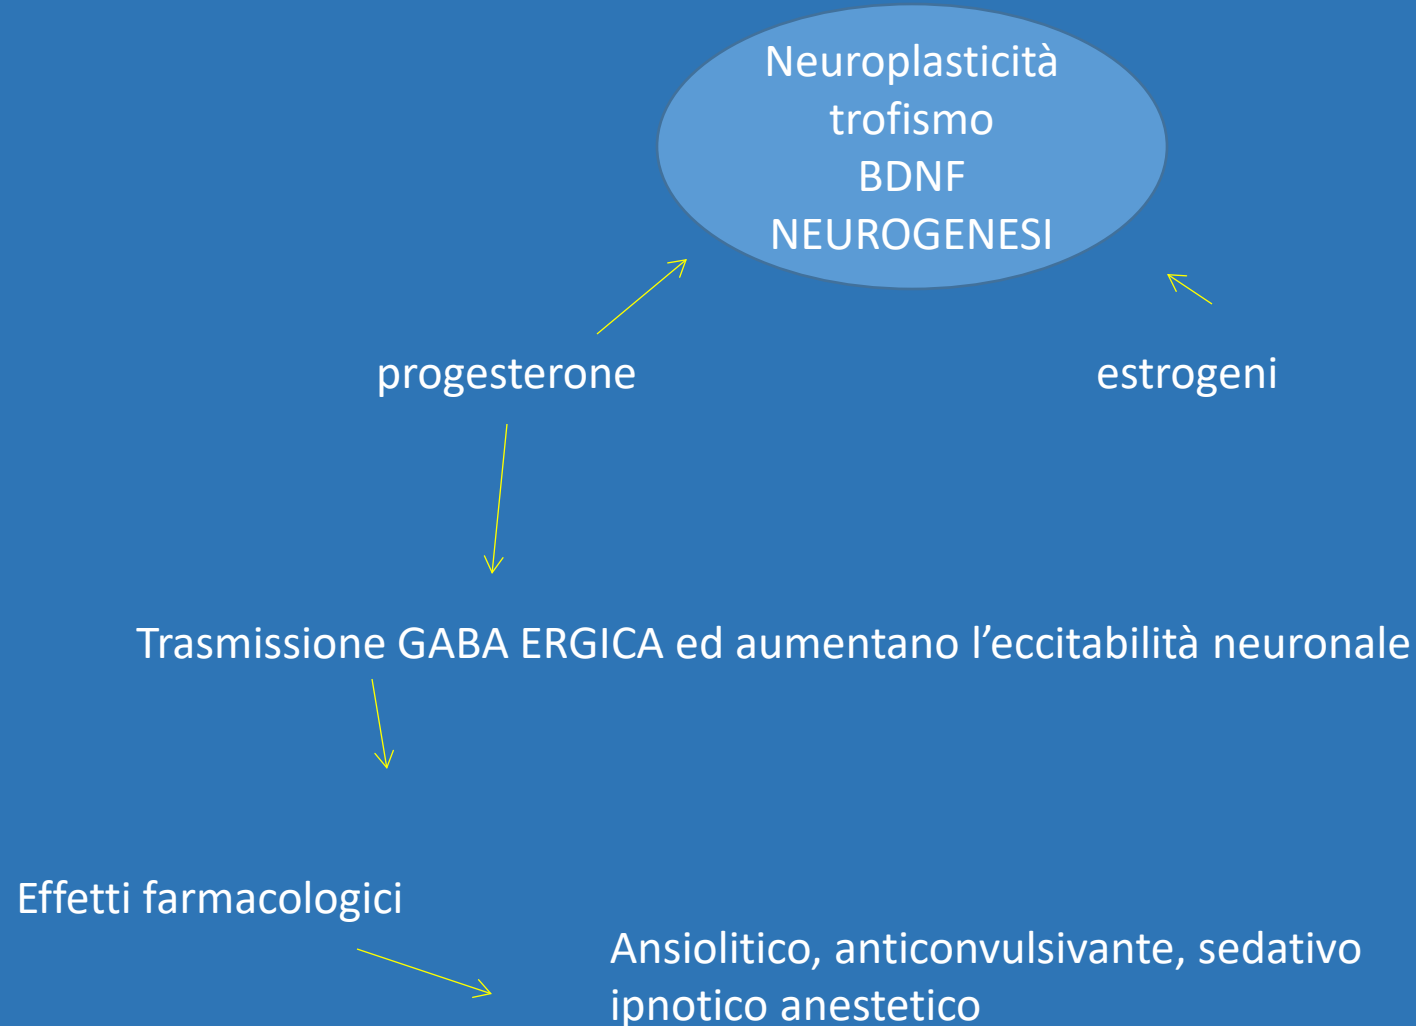 Neuroplasticità
trofismo
BDNF
NEUROGENESI
progesterone
estrogeni
Trasmissione GABA ERGICA ed aumentano l’eccitabilità neuronale
Effetti farmacologici
Ansiolitico, anticonvulsivante, sedativo
ipnotico anestetico